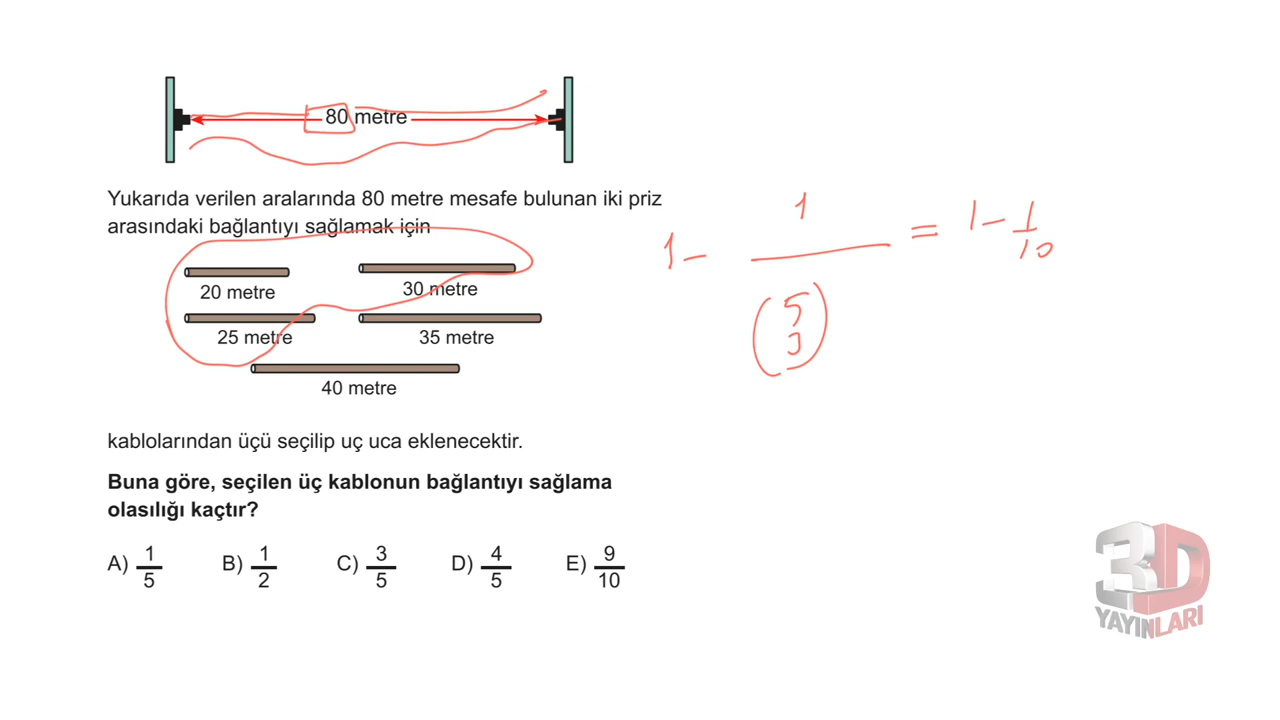 80 metre
Yukarıda verilen aralarında 80 metre mesafe bulunan iki priz
arasındaki bağlantıyı sağlamak için
20 metre
30 metre
25 metre
35 metre
40 metre
kablolarından üçü seçilip uç uca eklenecektir.
Buna göre, seçilen üç kablonun bağlantıyı sağlama
olasılığı kaçtır?
A) 1/5 B) 1/2 C) 3/5 D) 4/5 E) 9/10
1 - 1/(5 3) = 1 - 1/10
3D
YAYINLARI